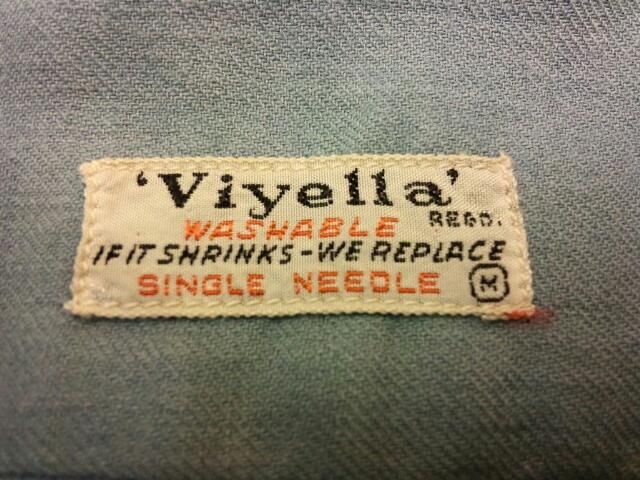 'Viyella'
REGD.
WASHABLE
IF IT SHRINKS-WE REPLACE
SINGLE NEEDLE M